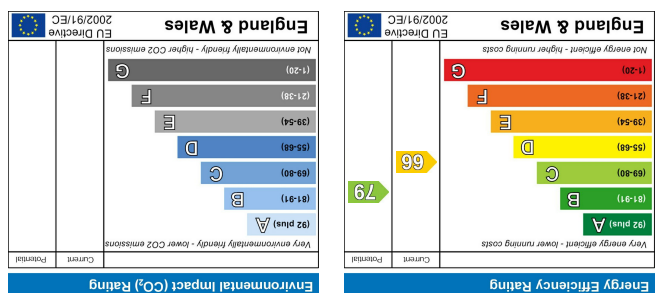 Energy Efficiency Rating
Current Potential
Very energy efficient - lower running costs
(92 plus) A
(81-91) B
(69-80) C
(55-68) D
(39-54) E
(21-38) F
(1-20) G
66
79
Not energy efficient - higher running costs
England & Wales
EU Directive
2002/91/EC
Environmental Impact (CO₂) Rating
Current Potential
Very environmentally friendly - lower CO2 emissions
(92 plus) A
(81-91) B
(69-80) C
(55-68) D
(39-54) E
(21-38) F
(1-20) G
Not environmentally friendly - higher CO2 emissions
England & Wales
EU Directive
2002/91/EC